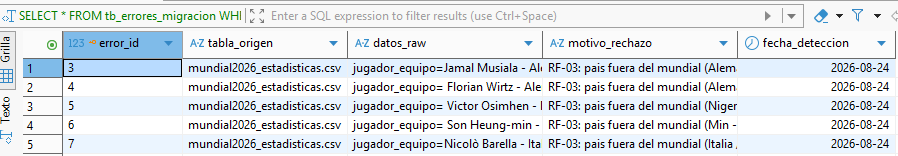 SELECT * FROM tb_errores_migracion WHI
Enter a SQL expression to filter results (use Ctrl+Space)
Grilla
Texto
123 error_id A-Z tabla_origen A-Z datos_raw A-Z motivo_rechazo fecha_deteccion
1 3 mundial2026_estadisticas.csv jugador_equipo=Jamal Musiala - Ale RF-03: pais fuera del mundial (Alema 2026-08-24
2 4 mundial2026_estadisticas.csv jugador_equipo= Florian Wirtz - Ale RF-03: pais fuera del mundial (Alema 2026-08-24
3 5 mundial2026_estadisticas.csv jugador_equipo= Victor Osimhen - N RF-03: pais fuera del mundial (Niger 2026-08-24
4 6 mundial2026_estadisticas.csv jugador_equipo= Son Heung-min - RF-03: pais fuera del mundial (Min - 2026-08-24
5 7 mundial2026_estadisticas.csv jugador_equipo=Nicolò Barella - Ita RF-03: pais fuera del mundial (Italia 2026-08-24